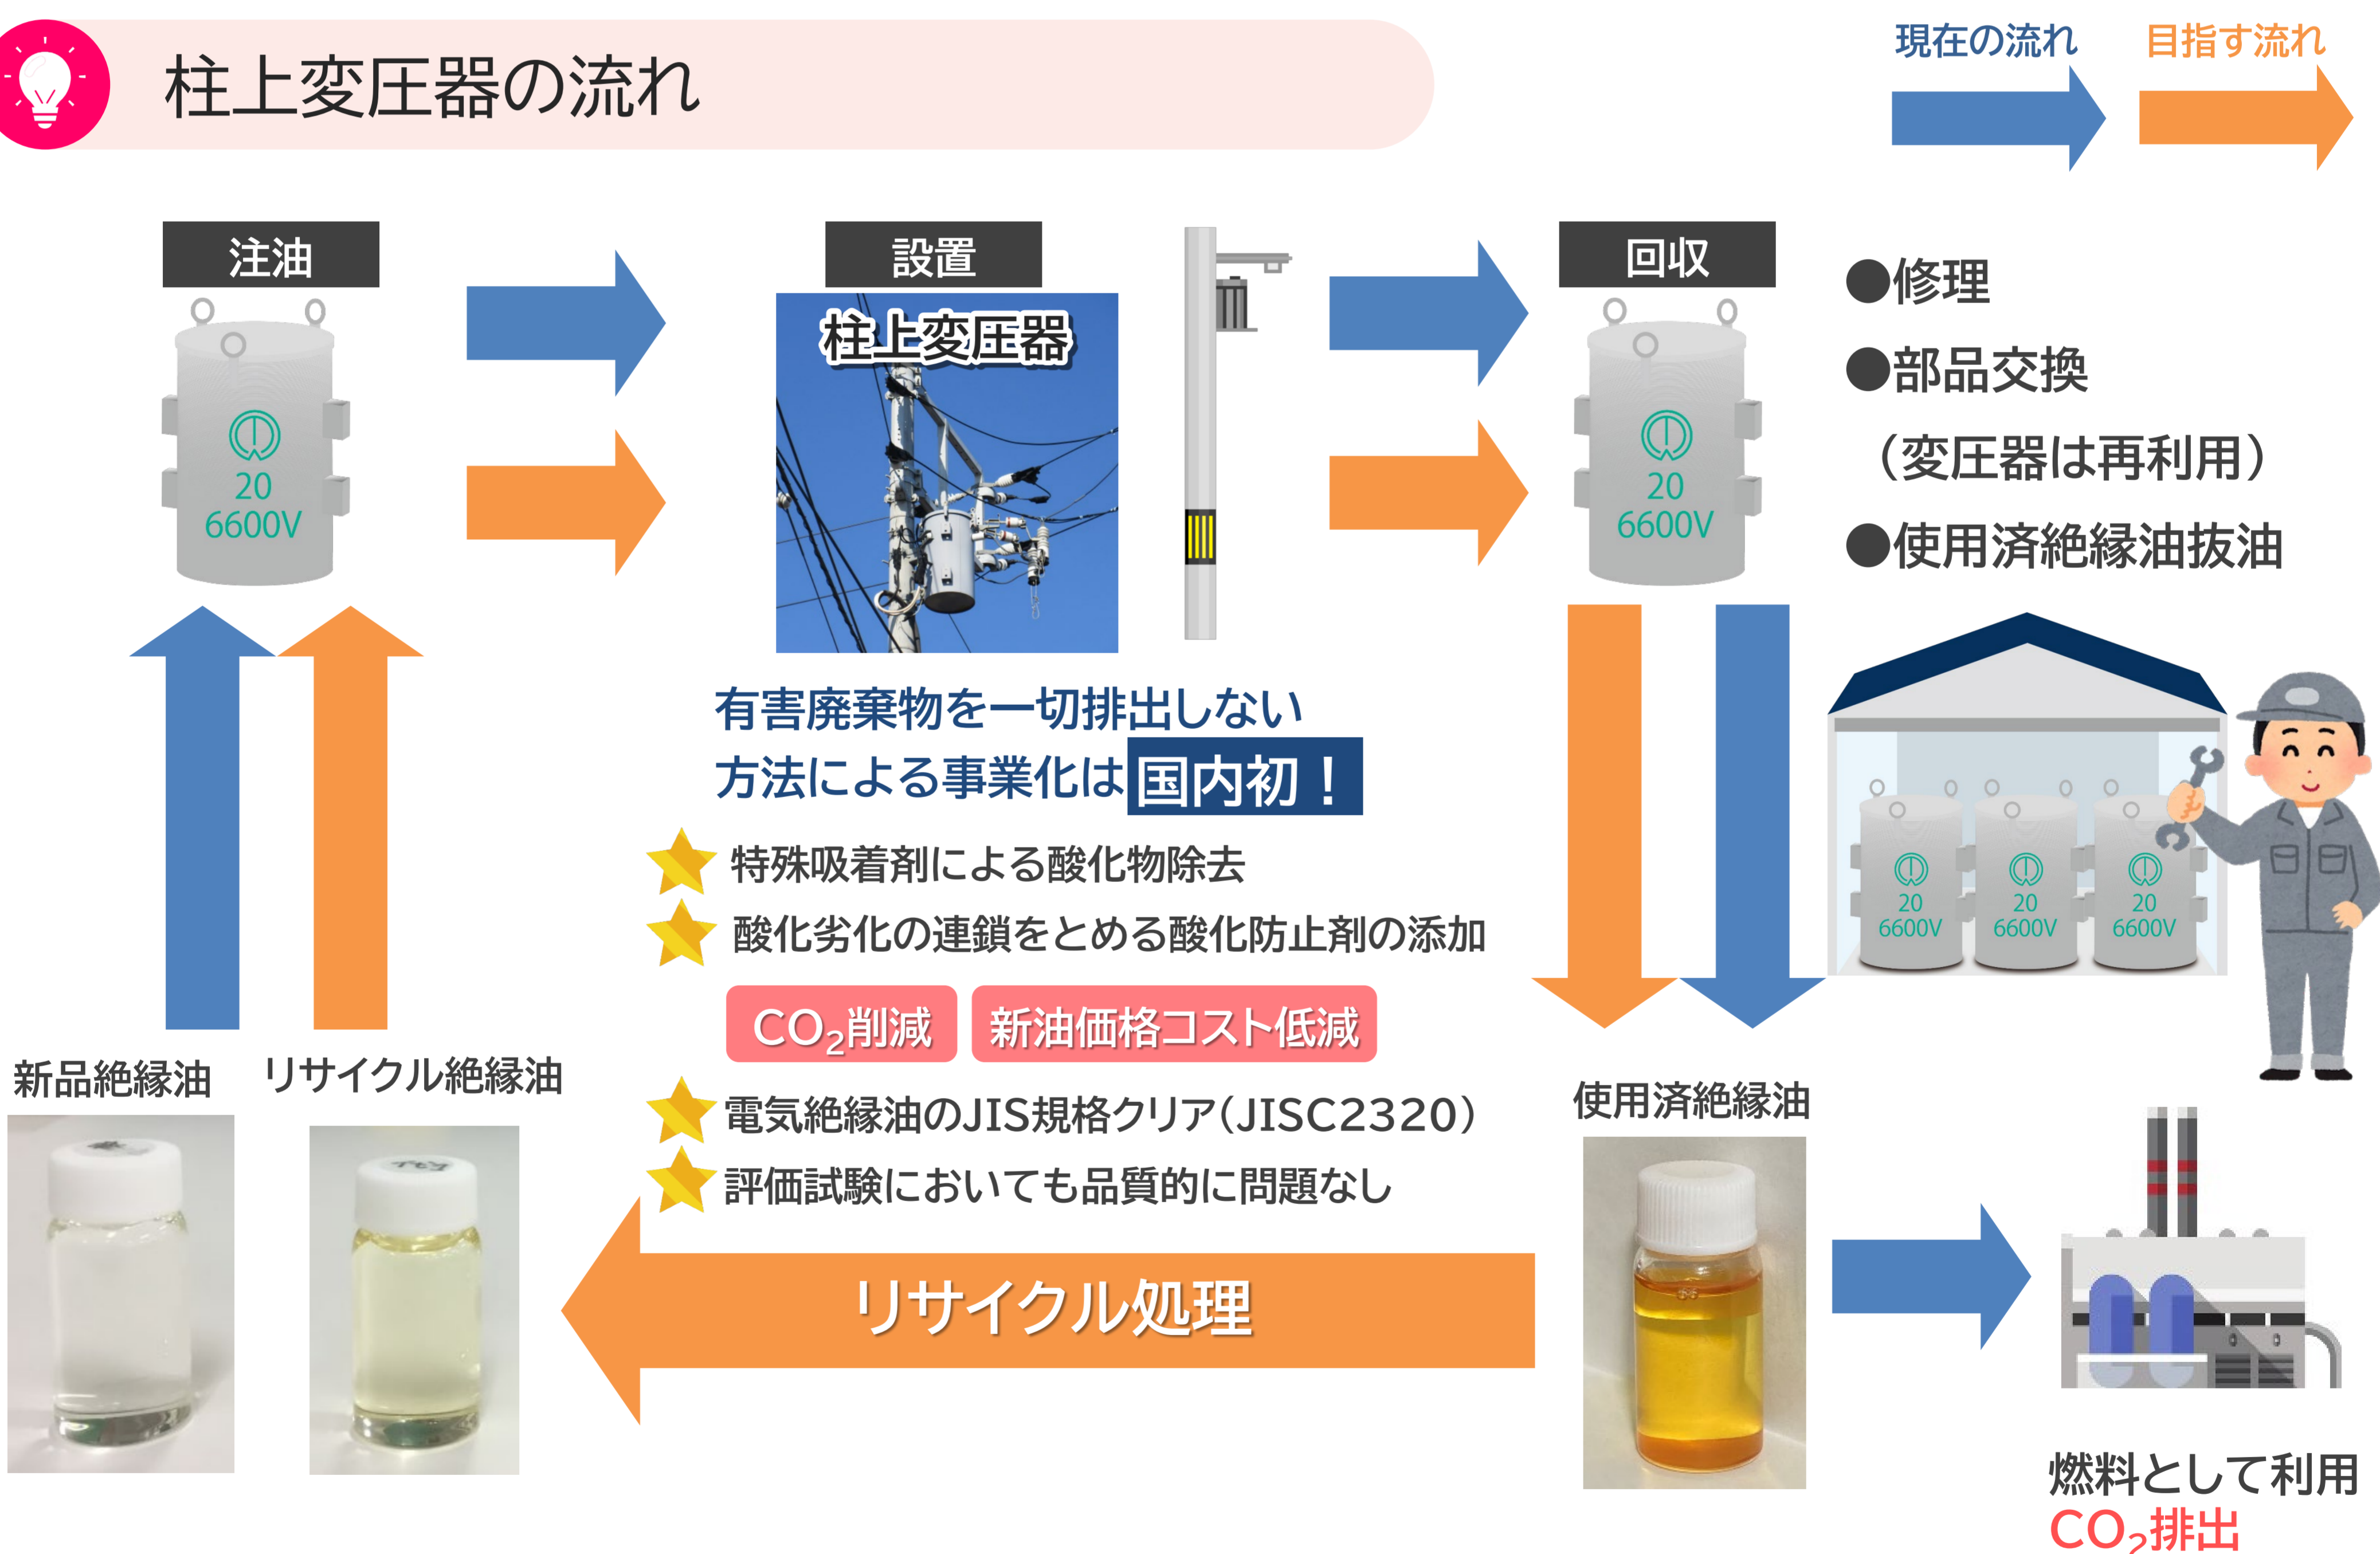 柱上変圧器の流れ
現在の流れ
目指す流れ
注油
20
6600V
設置
柱上変圧器
回収
20
6600V
●修理
●部品交換
（変圧器は再利用）
●使用済絶縁油抜油
20
6600V
20
6600V
20
6600V
有害廃棄物を一切排出しない
方法による事業化は国内初！
特殊吸着剤による酸化物除去
酸化劣化の連鎖をとめる酸化防止剤の添加
CO₂削減
新油価格コスト低減
電気絶縁油のJIS規格クリア（JISC2320）
評価試験においても品質的に問題なし
新品絶縁油
リサイクル絶縁油
使用済絶縁油
リサイクル処理
燃料として利用
CO₂排出